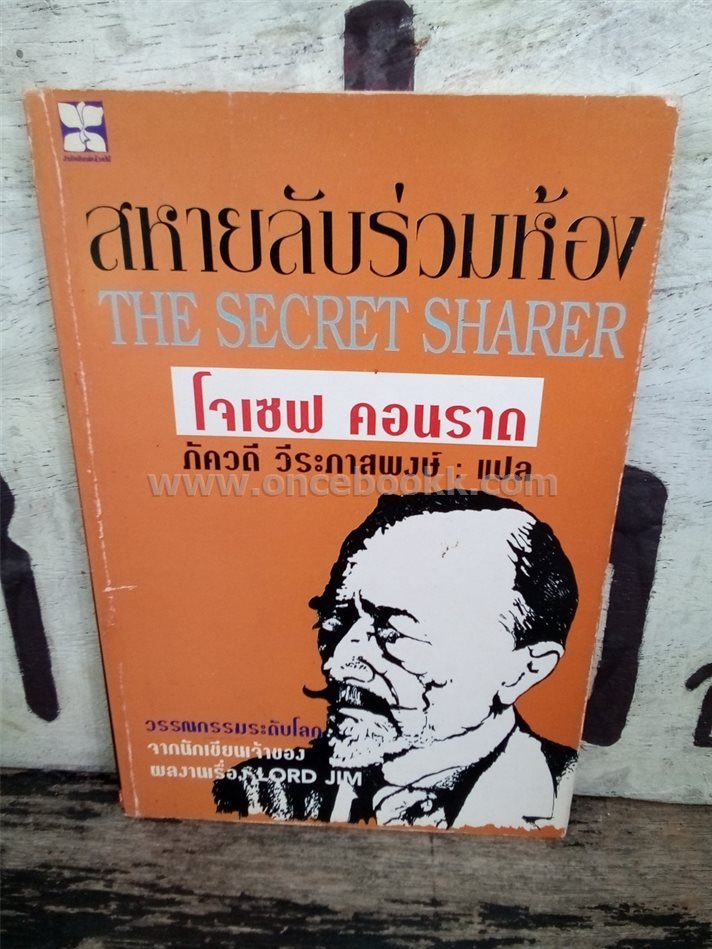 สหายลับร่วมห้อง
THE SECRET SHARER
โจเซฟ คอนราด
ภัควดี วีระภาสพงษ์ : แปล
www.oncebookk.com
วรรณกรรมระดับโลก
จากนักเขียนเจ้าของ
ผลงานเรื่อง LORD JIM